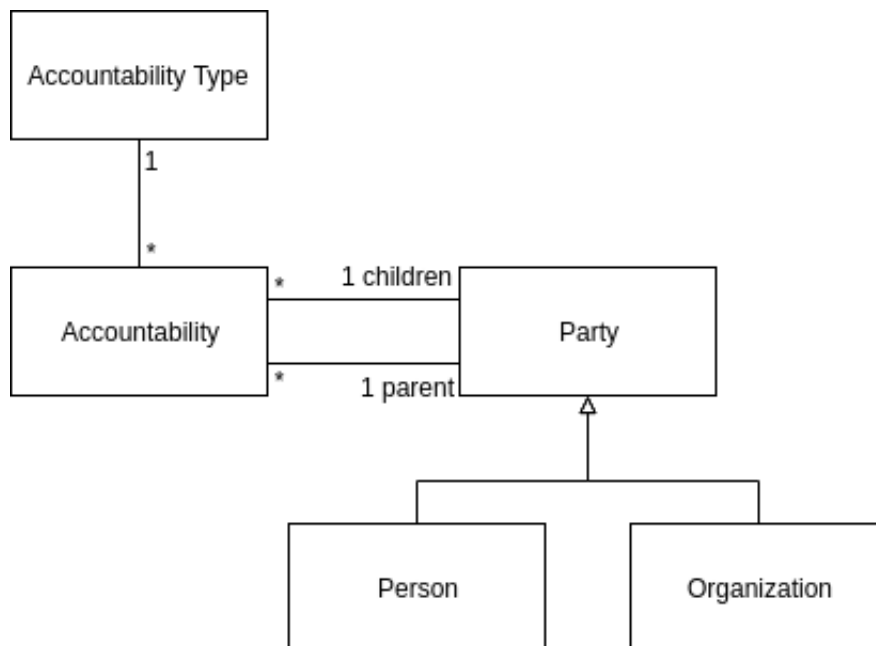 Accountability Type
1
*
* 1 children
Accountability
Party
* 1 parent
Person
Organization